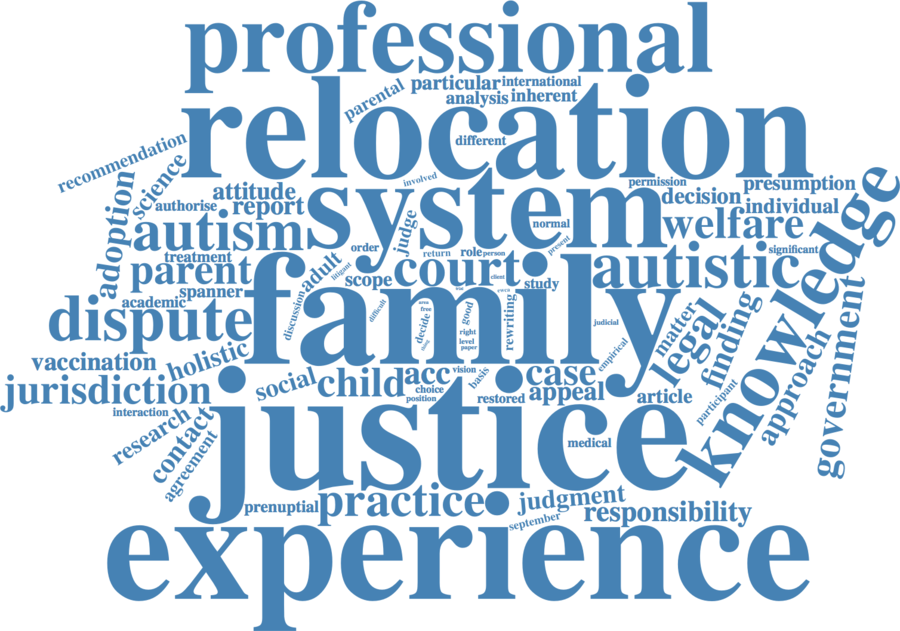 professional
particular international
parental
analysis inherent
relocation
different
recommendation
science
involved
permission
presumption
adoption
attitude
system
decision
authorise
report
individual
judge
normal
welfare
knowledge
autism
order
present
treatment
return
role
person
significant
parent
adult
litigant
court
autistic
scope
client
study
spanner
family
academic
discussion
difficult
area
free
good
rewriting
dispute
decide
right
judicial
matter
legal
finding
level
paper
empirical
vaccination
holistic
approach
government
jurisdiction
social
child
acc
vision
basis
case
choice
position
restored
appeal
article
participant
interaction
justice
research
contact
agreement
medical
prenuptial
practice
judgment
september
responsibility
experience